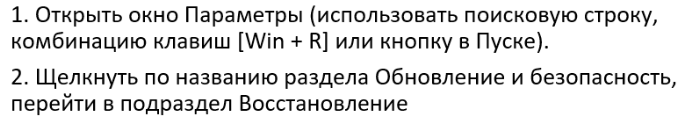 1. Открыть окно Параметры (использовать поисковую строку,
комбинацию клавиш [Win + R] или кнопку в Пуске).
2. Щелкнуть по названию раздела Обновление и безопасность,
перейти в подраздел Восстановление